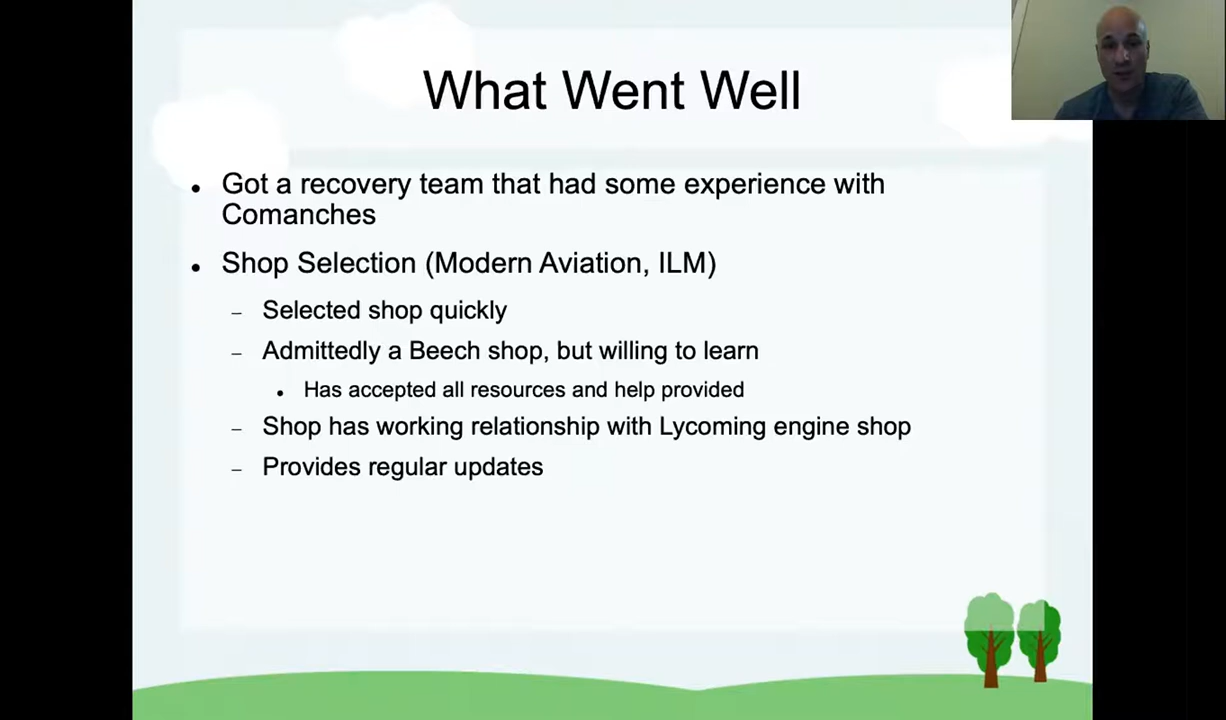 What Went Well
● Got a recovery team that had some experience with
Comanches
● Shop Selection (Modern Aviation, ILM)
– Selected shop quickly
– Admittedly a Beech shop, but willing to learn
● Has accepted all resources and help provided
– Shop has working relationship with Lycoming engine shop
– Provides regular updates